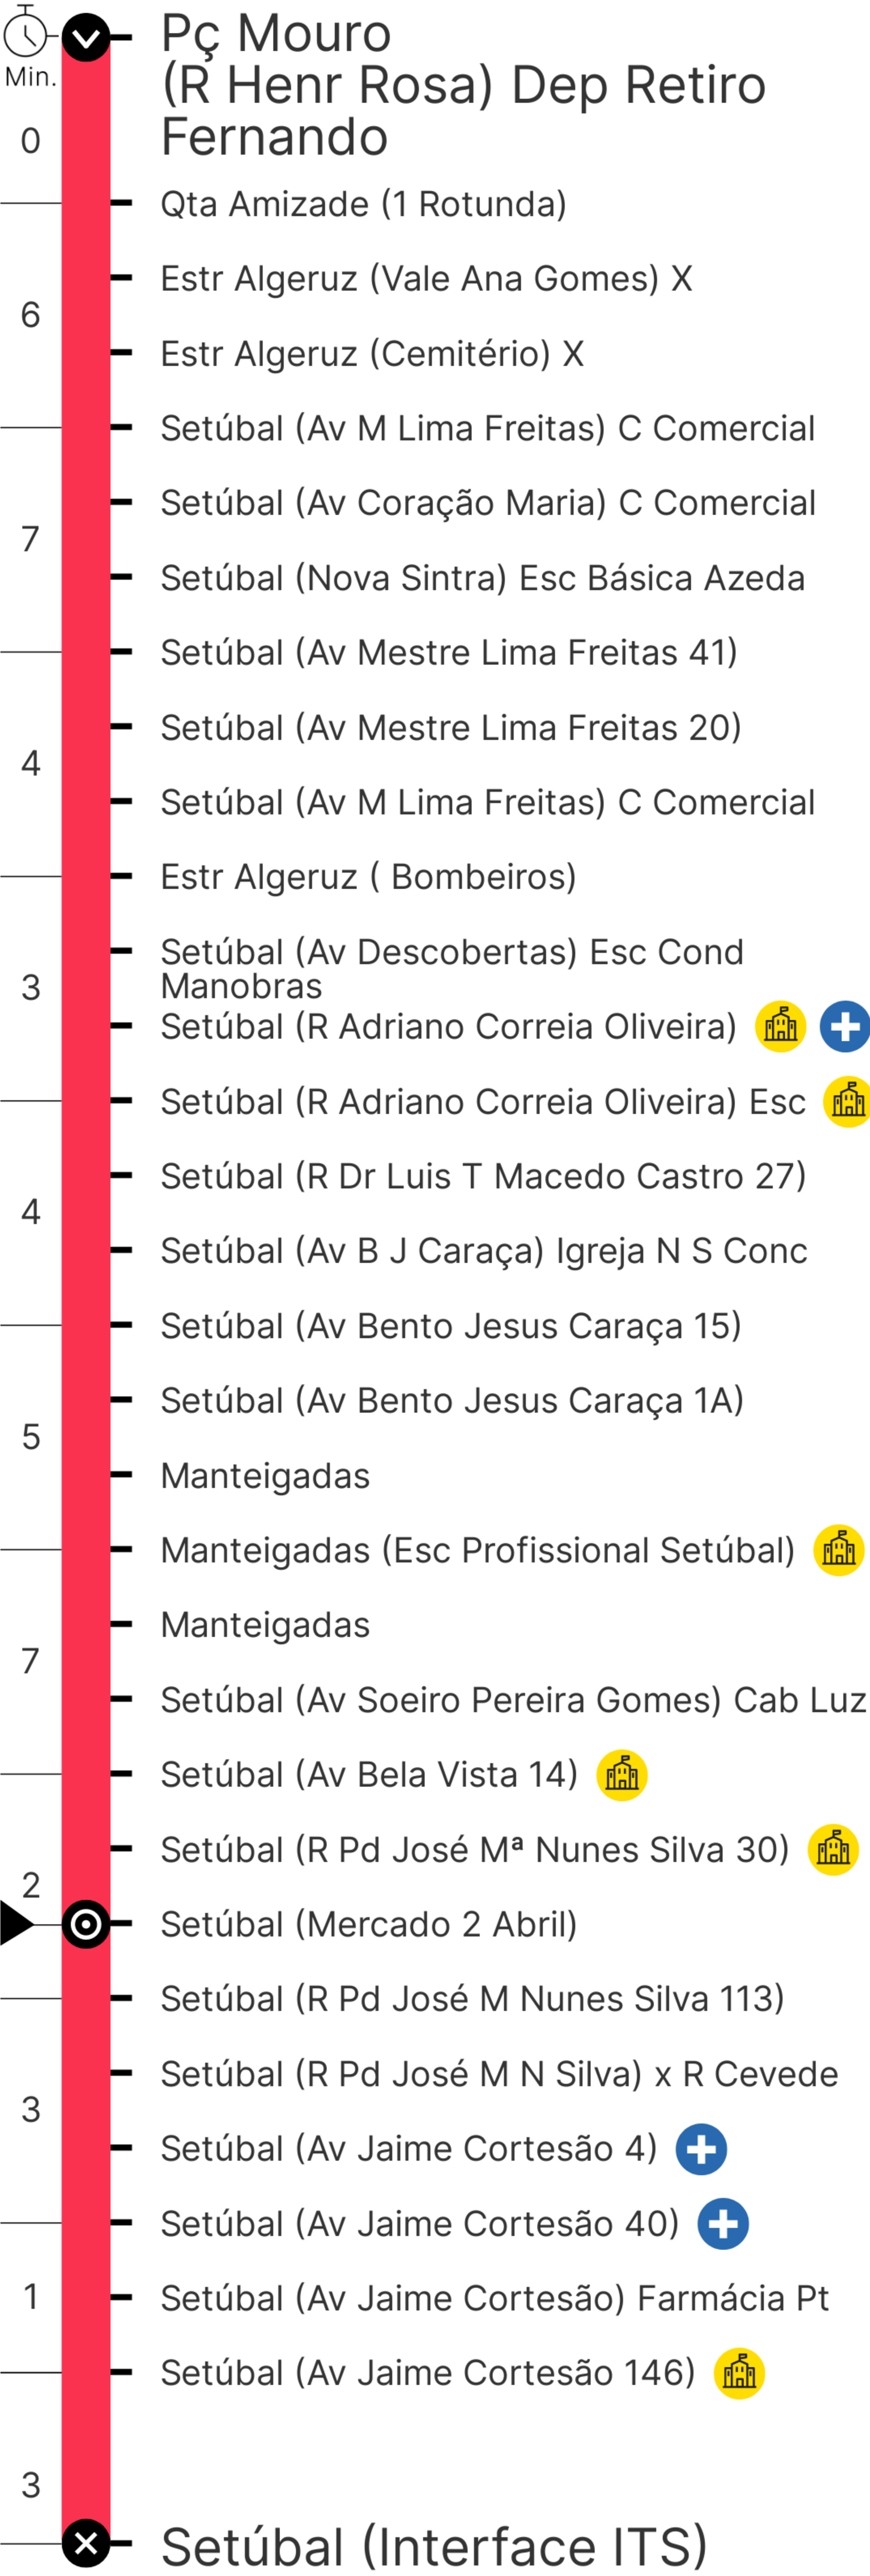 Pç Mouro
(R Henr Rosa) Dep Retiro
Fernando
Min.
0
Qta Amizade (1 Rotunda)
Estr Algeruz (Vale Ana Gomes) X
6
Estr Algeruz (Cemitério) X
Setúbal (Av M Lima Freitas) C Comercial
Setúbal (Av Coração Maria) C Comercial
7
Setúbal (Nova Sintra) Esc Básica Azeda
Setúbal (Av Mestre Lima Freitas 41)
Setúbal (Av Mestre Lima Freitas 20)
4
Setúbal (Av M Lima Freitas) C Comercial
Estr Algeruz ( Bombeiros)
Setúbal (Av Descobertas) Esc Cond
Manobras
3
Setúbal (R Adriano Correia Oliveira)
Setúbal (R Adriano Correia Oliveira) Esc
Setúbal (R Dr Luis T Macedo Castro 27)
4
Setúbal (Av B J Caraça) Igreja N S Conc
Setúbal (Av Bento Jesus Caraça 15)
Setúbal (Av Bento Jesus Caraça 1A)
5
Manteigadas
Manteigadas (Esc Profissional Setúbal)
Manteigadas
7
Setúbal (Av Soeiro Pereira Gomes) Cab Luz
Setúbal (Av Bela Vista 14)
Setúbal (R Pd José Mª Nunes Silva 30)
2
Setúbal (Mercado 2 Abril)
Setúbal (R Pd José M Nunes Silva 113)
Setúbal (R Pd José M N Silva) x R Cevede
3
Setúbal (Av Jaime Cortesão 4)
Setúbal (Av Jaime Cortesão 40)
1
Setúbal (Av Jaime Cortesão) Farmácia Pt
Setúbal (Av Jaime Cortesão 146)
3
Setúbal (Interface ITS)